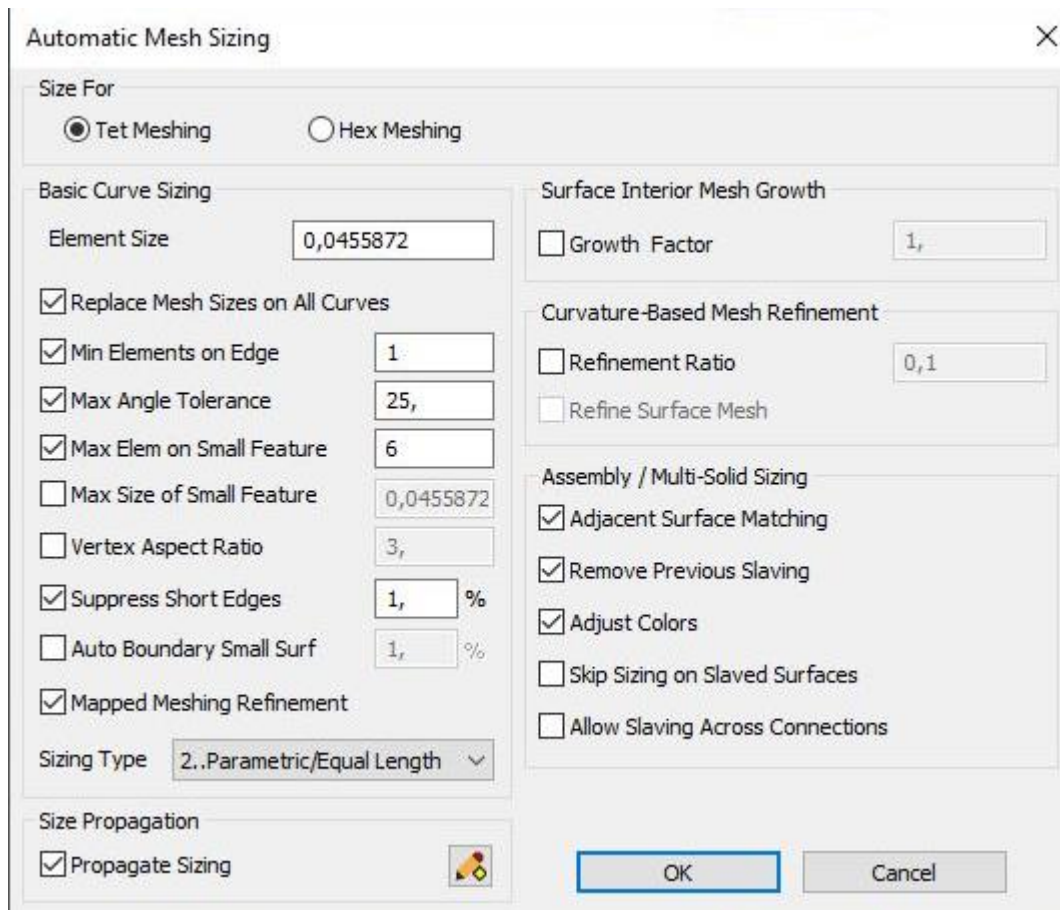 Automatic Mesh Sizing
Size For
Tet Meshing
Hex Meshing
Basic Curve Sizing
Element Size 0,0455872
Replace Mesh Sizes on All Curves
Min Elements on Edge 1
Max Angle Tolerance 25,
Max Elem on Small Feature 6
Max Size of Small Feature 0,0455872
Vertex Aspect Ratio 3,
Suppress Short Edges 1, %
Auto Boundary Small Surf 1, %
Mapped Meshing Refinement
Sizing Type 2..Parametric/Equal Length
Size Propagation
Propagate Sizing
Surface Interior Mesh Growth
Growth Factor 1,
Curvature-Based Mesh Refinement
Refinement Ratio 0,1
Refine Surface Mesh
Assembly / Multi-Solid Sizing
Adjacent Surface Matching
Remove Previous Slaving
Adjust Colors
Skip Sizing on Slaved Surfaces
Allow Slaving Across Connections
OK
Cancel